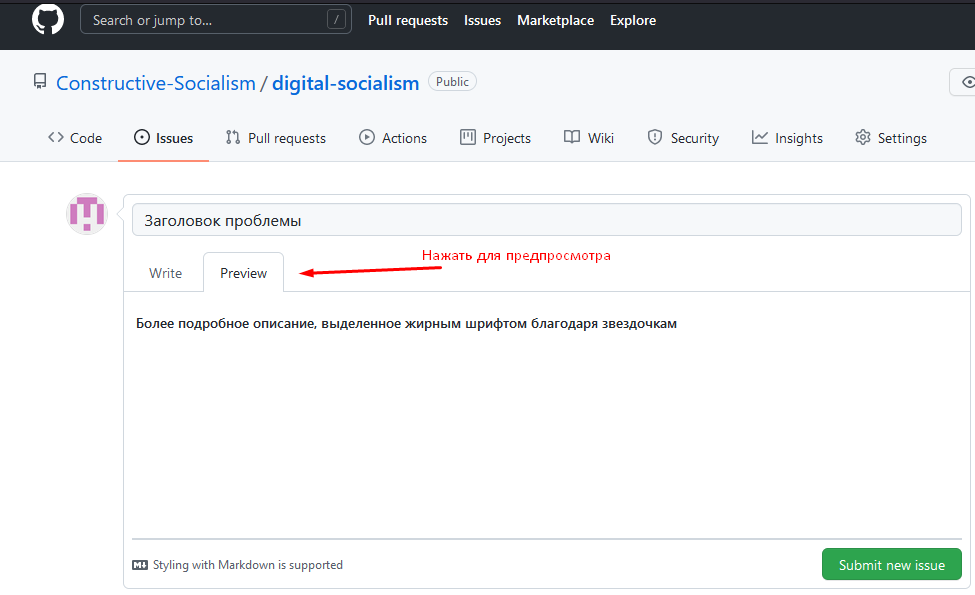 Search or jump to... / Pull requests Issues Marketplace Explore
Constructive-Socialism / digital-socialism Public
Code Issues Pull requests Actions Projects Wiki Security Insights Settings
Заголовок проблемы
Нажать для предпросмотра
Write Preview
Более подробное описание, выделенное жирным шрифтом благодаря звездочкам
Styling with Markdown is supported Submit new issue